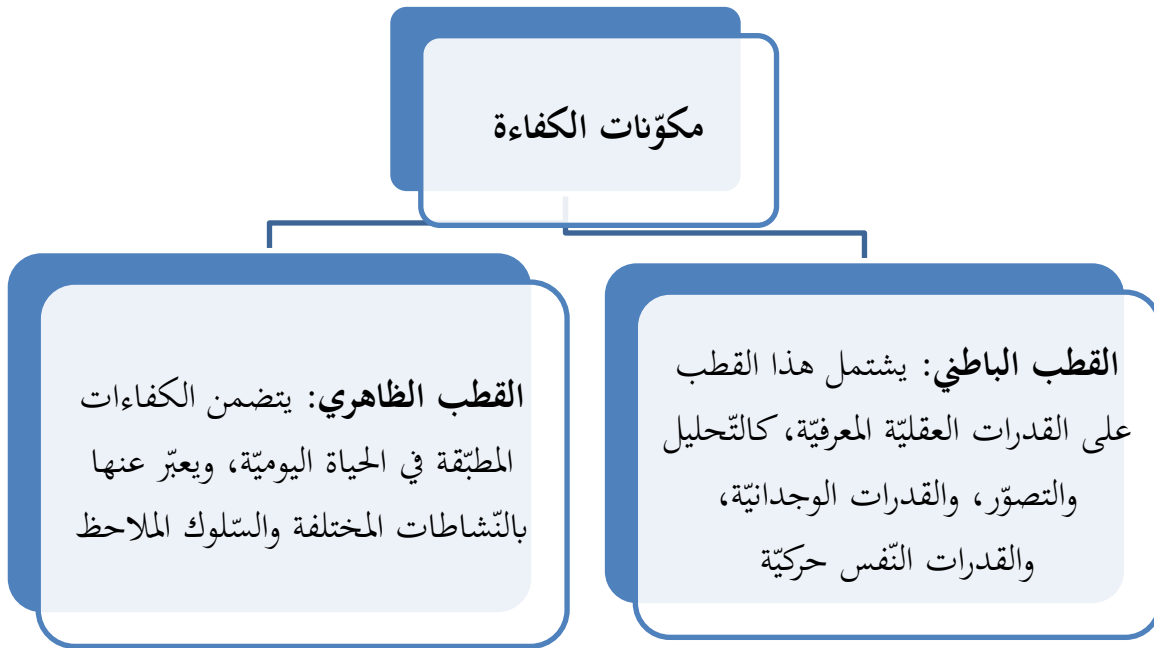 مكوّنات الكفاءة
القطب الباطني: يشتمل هذا القطب
على القدرات العقليّة المعرفيّة، كالتّحليل
والتصوّر، والقدرات الوجدانيّة،
والقدرات النّفس حركيّة
القطب الظاهري: يتضمن الكفاءات
المطبّقة في الحياة اليوميّة، ويعبّر عنها
بالنّشاطات المختلفة والسّلوك الملاحظ